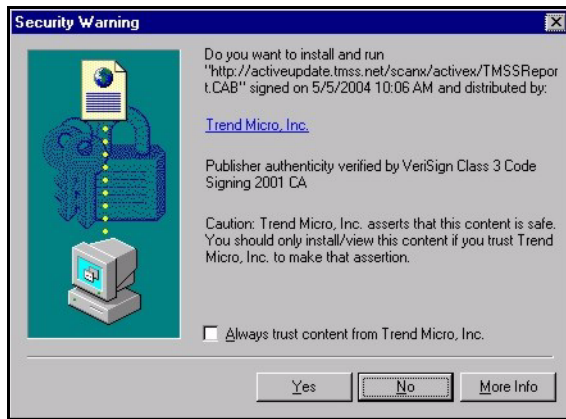 Security Warning
Do you want to install and run
"http://activeupdate.tmss.net/scanx/activex/TMSSRepor
t.CAB" signed on 5/5/2004 10:06 AM and distributed by:
Trend Micro, Inc.
Publisher authenticity verified by VeriSign Class 3 Code
Signing 2001 CA
Caution: Trend Micro, Inc. asserts that this content is safe.
You should only install/view this content if you trust Trend
Micro, Inc. to make that assertion.
Always trust content from Trend Micro, Inc.
Yes No More Info